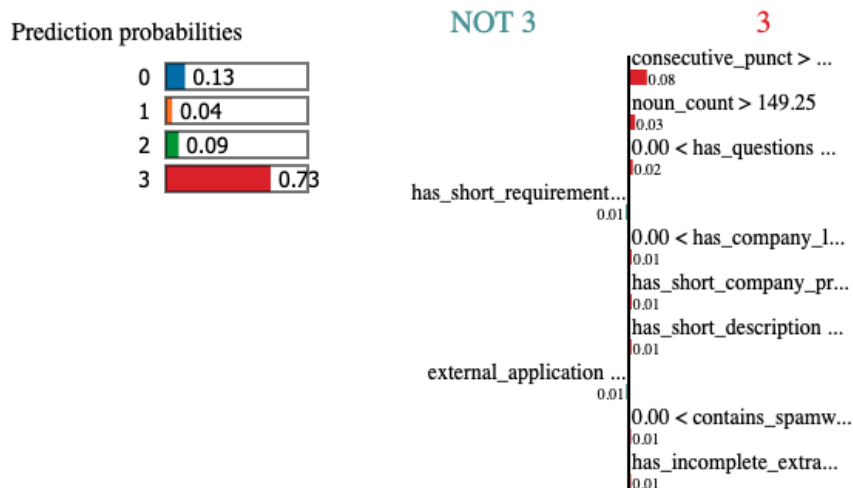 Prediction probabilities
0 0.13
1 0.04
2 0.09
3 0.73
NOT 3 3
consecutive_punct > ...
0.08
noun_count > 149.25
0.03
0.00 < has_questions ...
0.02
has_short_requirement...
0.01
0.00 < has_company_l...
0.01
has_short_company_pr...
0.01
has_short_description ...
0.01
external_application ...
0.01
0.00 < contains_spamw...
0.01
has_incomplete_extra...
0.01